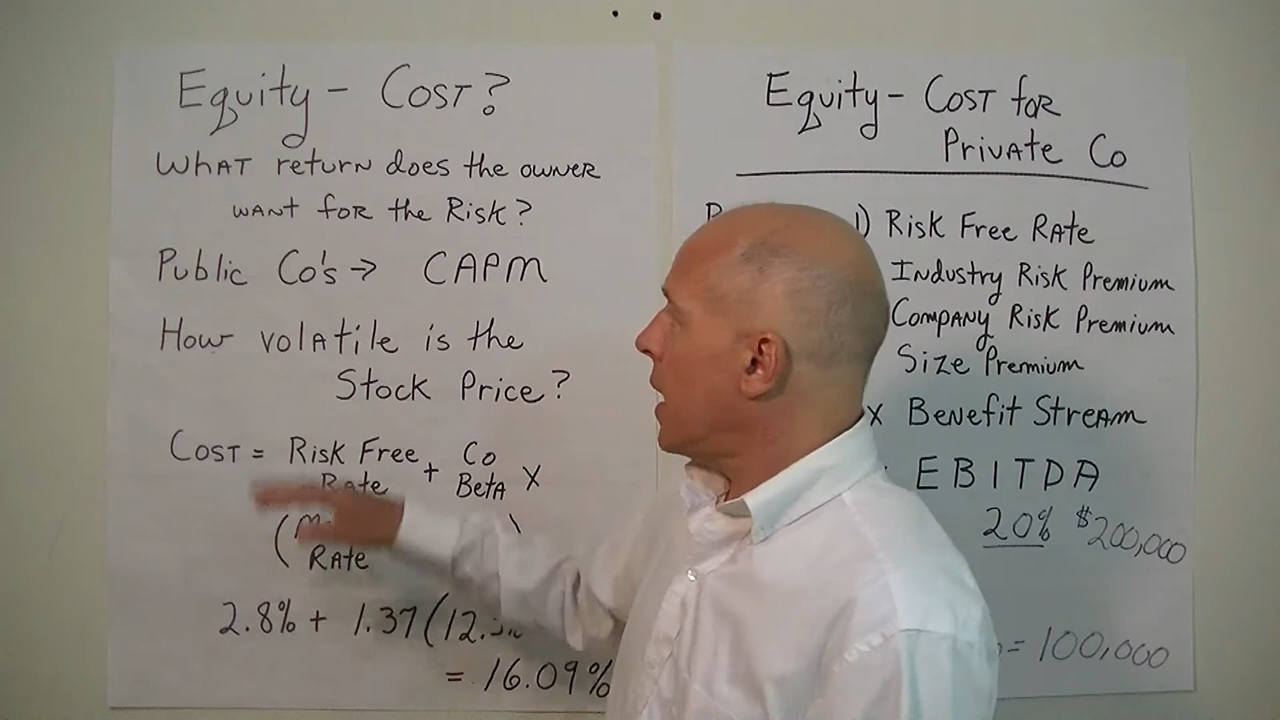 Equity - Cost?
What return does the owner
want for the Risk?
Public Co's → CAPM
How volatile is the
Stock Price?
Cost = Risk Free + Co X
Rate Beta
(
Rate
2.8% + 1.37 (12.
= 16.09%
Equity - Cost for
Private Co
1) Risk Free Rate
Industry Risk Premium
Company Risk Premium
Size Premium
X Benefit Stream
EBITDA
20% $200,000
= 100,000